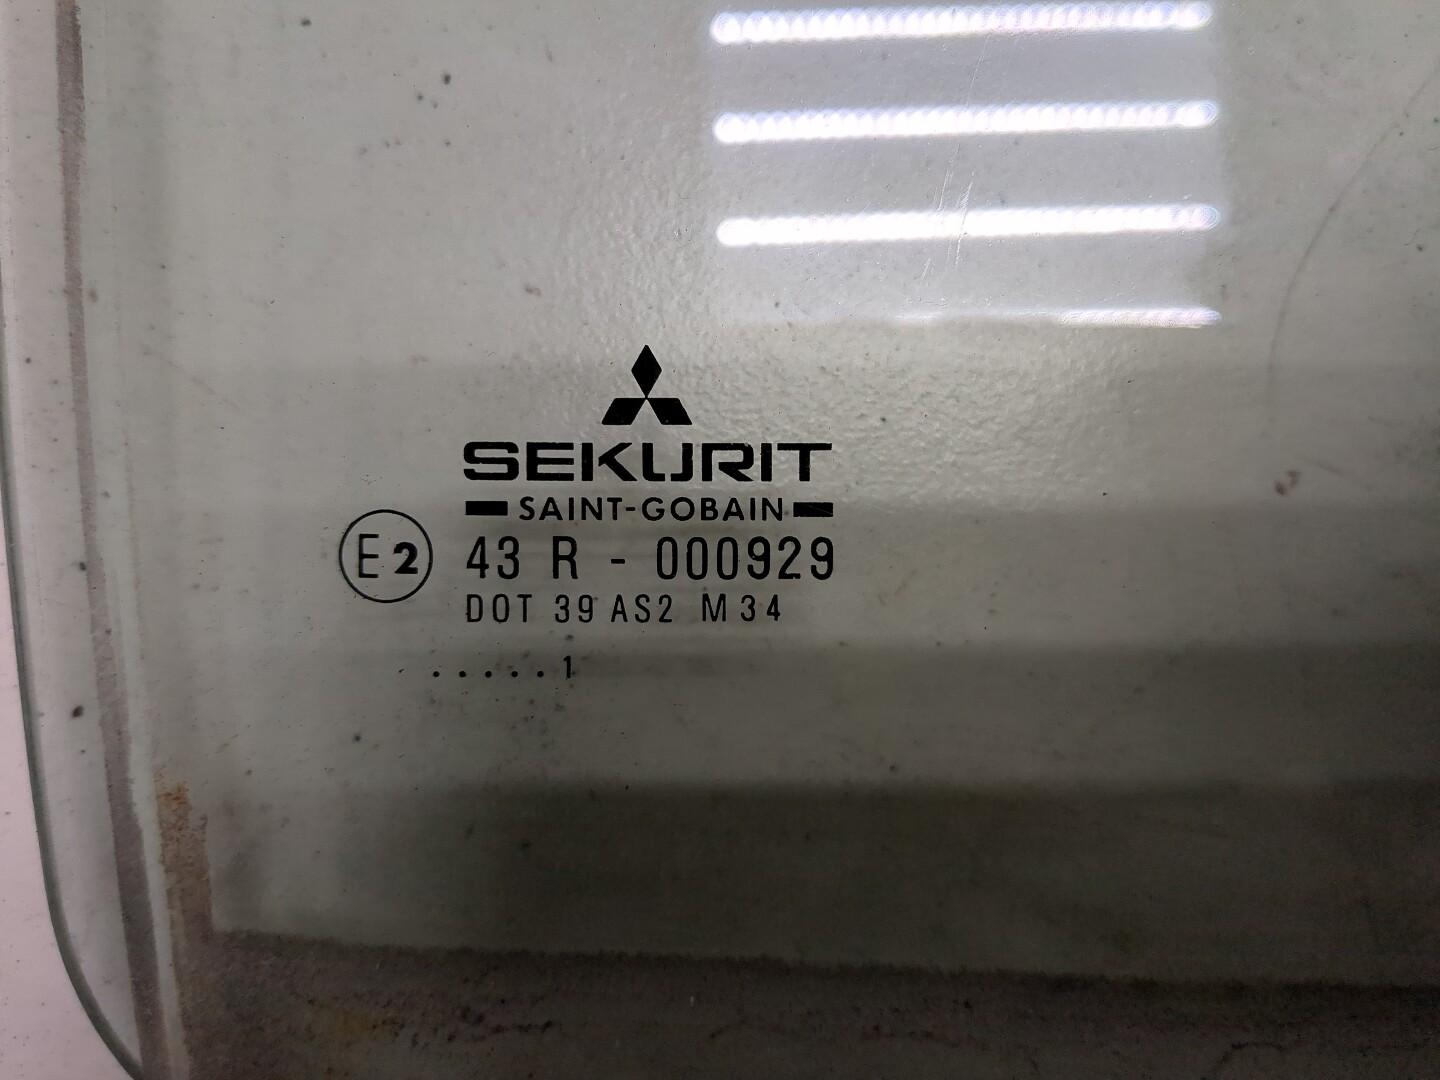 SEKURIT
SAINT-GOBAIN
E2 43 R - 000929
DOT 39 AS2 M34
.....1